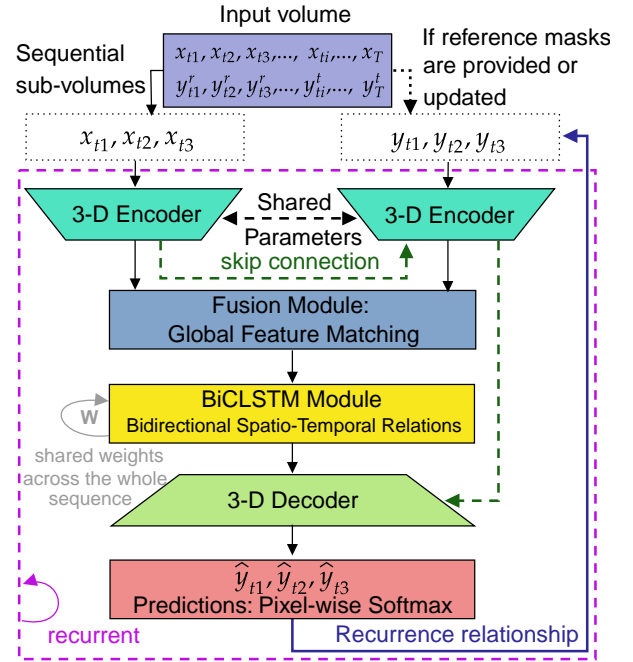 Input volume
Sequential
sub-volumes
x_{t1}, x_{t2}, x_{t3},..., x_{ti},..., x_T
y^r_{t1}, y^r_{t2}, y^r_{t3},..., y^t_{ti},..., y^t_T
If reference masks
are provided or
updated
x_{t1}, x_{t2}, x_{t3}
y_{t1}, y_{t2}, y_{t3}
3-D Encoder
Shared
Parameters
3-D Encoder
skip connection
Fusion Module:
Global Feature Matching
BiCLSTM Module
Bidirectional Spatio-Temporal Relations
W
shared weights
across the whole
sequence
3-D Decoder
ŷ_{t1}, ŷ_{t2}, ŷ_{t3}
Predictions: Pixel-wise Softmax
recurrent
Recurrence relationship